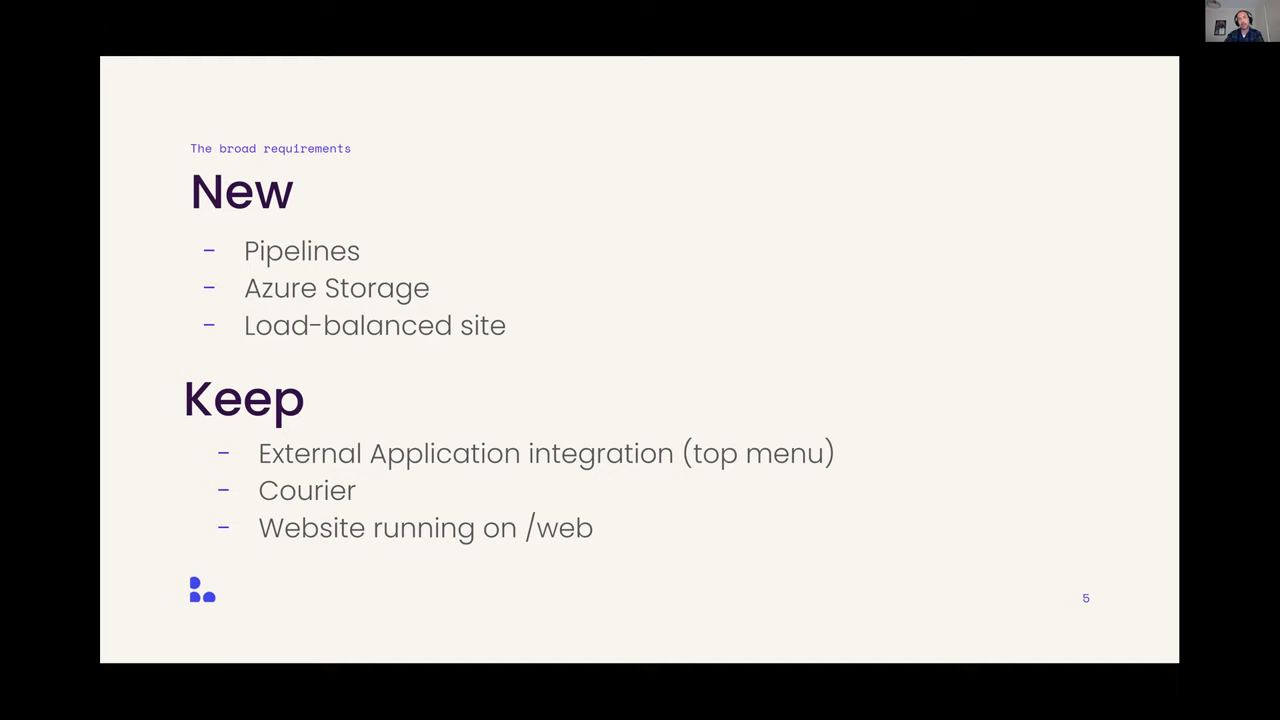 The broad requirements
New
- Pipelines
- Azure Storage
- Load-balanced site
Keep
- External Application integration (top menu)
- Courier
- Website running on /web
5